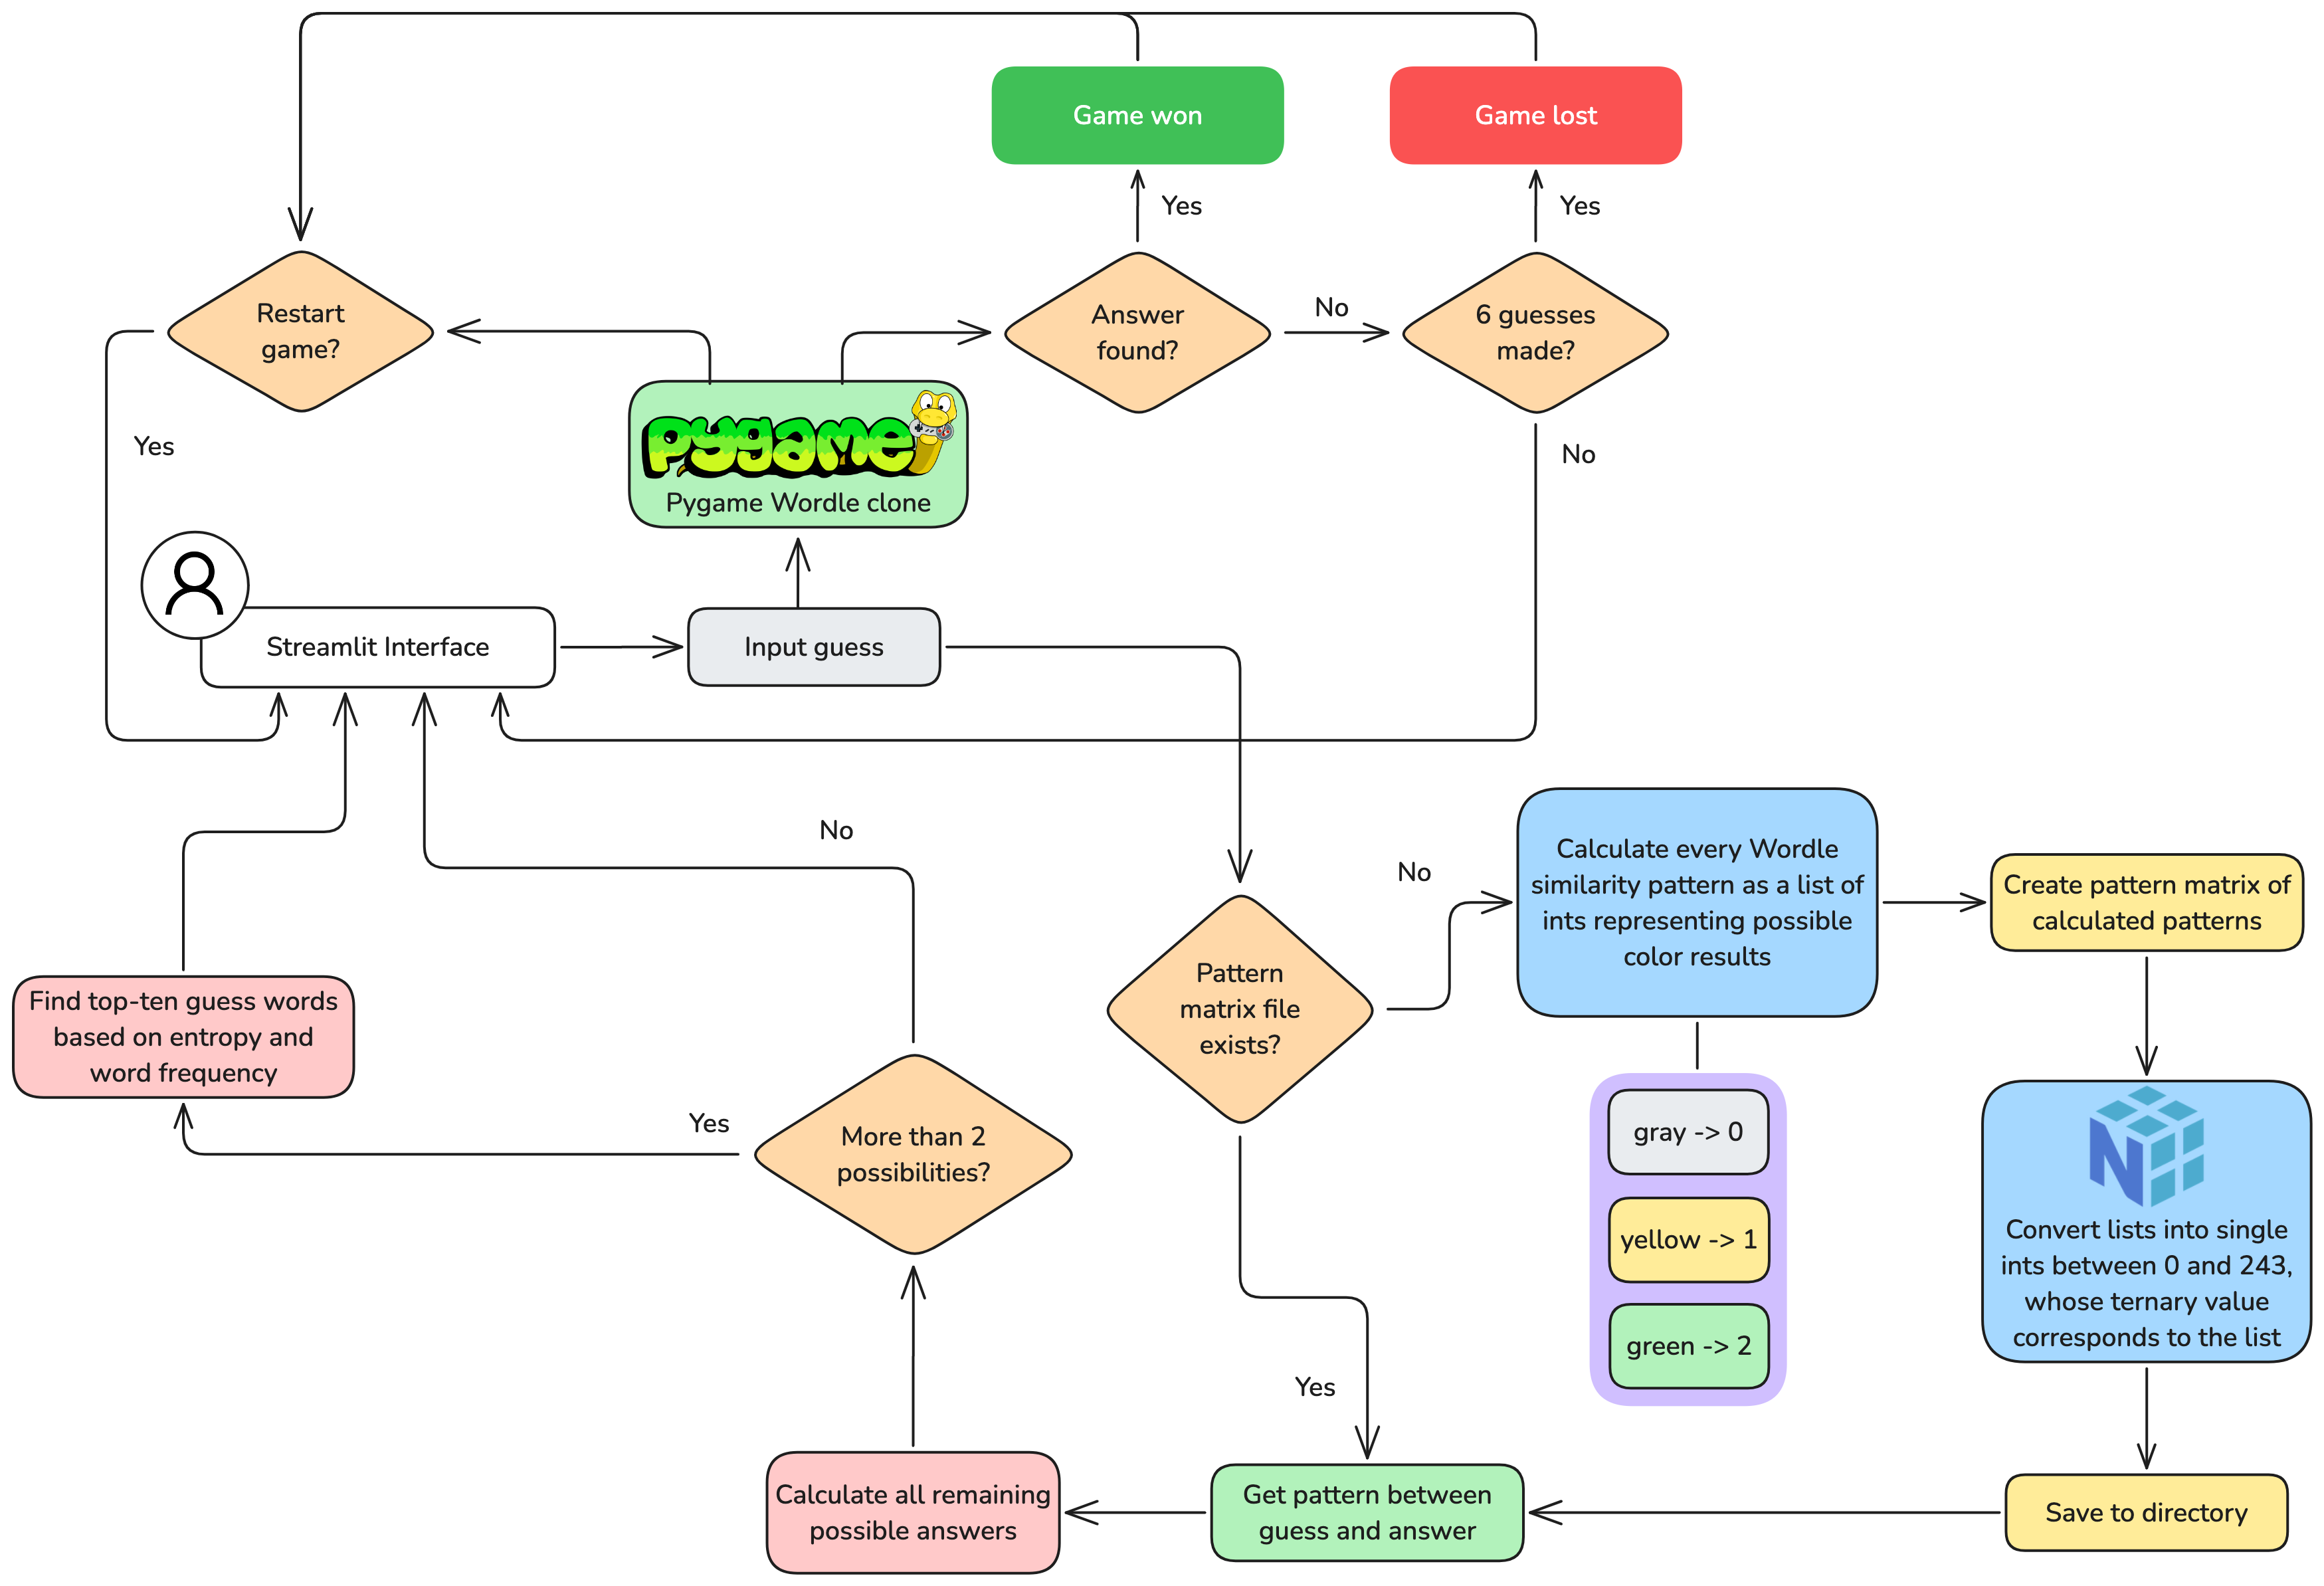 Game won
Game lost
Yes
Yes
Restart
game?
Answer
found?
No
6 guesses
made?
Yes
pygame
Pygame Wordle clone
No
Streamlit Interface
Input guess
No
No
Calculate every Wordle
similarity pattern as a list of
ints representing possible
color results
Create pattern matrix of
calculated patterns
Find top-ten guess words
based on entropy and
word frequency
Pattern
matrix file
exists?
Yes
More than 2
possibilities?
gray -> 0
yellow -> 1
green -> 2
N
Convert lists into single
ints between 0 and 243,
whose ternary value
corresponds to the list
Yes
Calculate all remaining
possible answers
Get pattern between
guess and answer
Save to directory